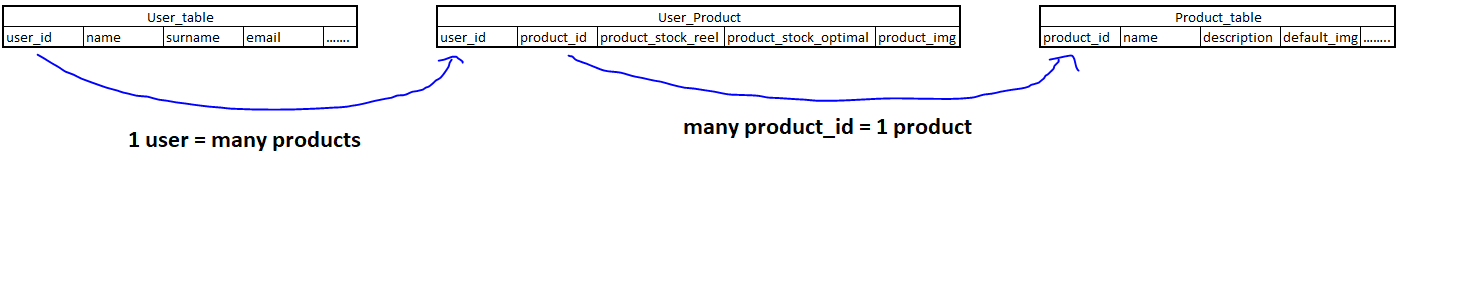 User_table
user_id name surname email .......
User_Product
user_id product_id product_stock_reel product_stock_optimal product_img
Product_table
product_id name description default_img ........
1 user = many products
many product_id = 1 product